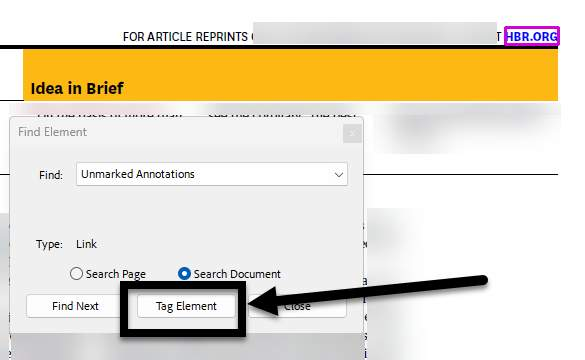 FOR ARTICLE REPRINTS
HBR.ORG
Idea in Brief
Find Element
Find:
Unmarked Annotations
Type: Link
Search Page
Search Document
Find Next
Tag Element
Close